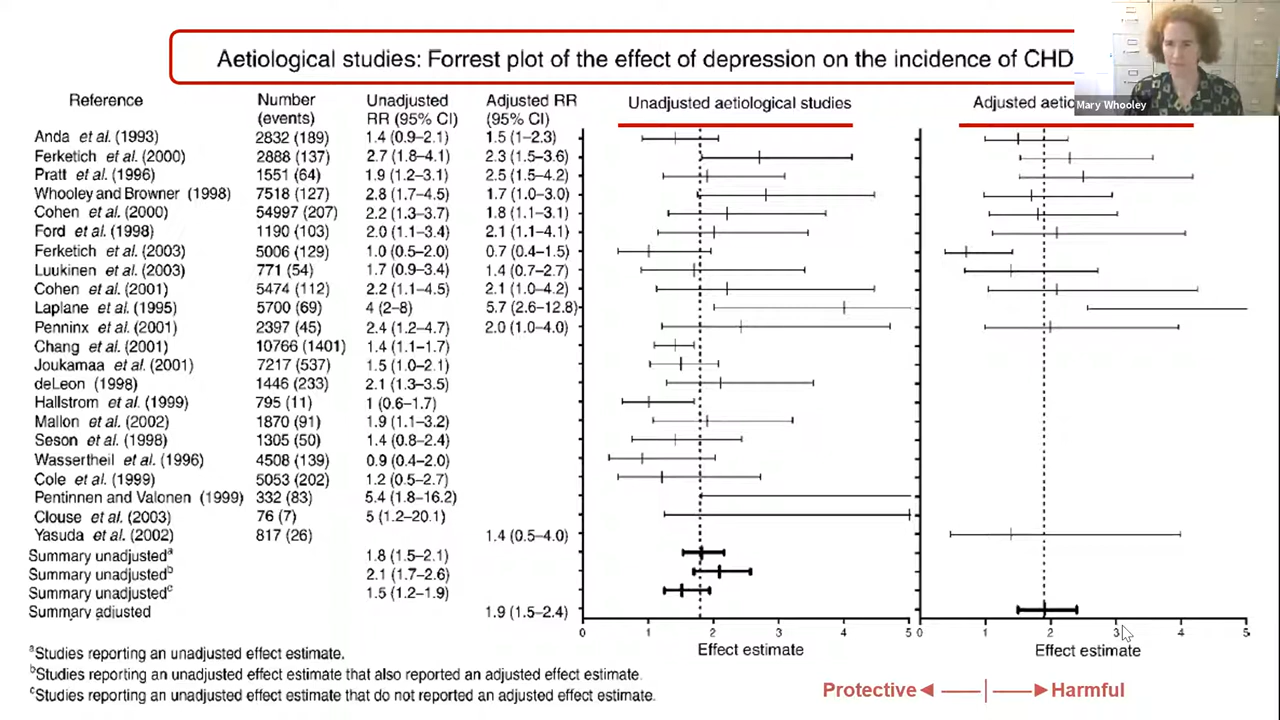 Aetiological studies: Forrest plot of the effect of depression on the incidence of CHD
Mary Whooley
Reference Number (events) Unadjusted RR (95% CI) Adjusted RR (95% CI) Unadjusted aetiological studies Adjusted
Anda et al. (1993) 2832 (189) 1.4 (0.9–2.1) 1.5 (1–2.3)
Ferketich et al. (2000) 2888 (137) 2.7 (1.8–4.1) 2.3 (1.5–3.6)
Pratt et al. (1996) 1551 (64) 1.9 (1.2–3.1) 2.5 (1.5–4.2)
Whooley and Browner (1998) 7518 (127) 2.8 (1.7–4.5) 1.7 (1.0–3.0)
Cohen et al. (2000) 54997 (207) 2.2 (1.3–3.7) 1.8 (1.1–3.1)
Ford et al. (1998) 1190 (103) 2.0 (1.1–3.4) 2.1 (1.1–4.1)
Ferketich et al. (2003) 5006 (129) 1.0 (0.5–2.0) 0.7 (0.4–1.5)
Luukinen et al. (2003) 771 (54) 1.7 (0.9–3.4) 1.4 (0.7–2.7)
Cohen et al. (2001) 5474 (112) 2.2 (1.1–4.5) 2.1 (1.0–4.2)
Laplane et al. (1995) 5700 (69) 4 (2–8) 5.7 (2.6–12.8)
Penninx et al. (2001) 2397 (45) 2.4 (1.2–4.7) 2.0 (1.0–4.0)
Chang et al. (2001) 10766 (1401) 1.4 (1.1–1.7)
Joukamaa et al. (2001) 7217 (537) 1.5 (1.0–2.1)
deLeon (1998) 1446 (233) 2.1 (1.3–3.5)
Hallstrom et al. (1999) 795 (11) 1 (0.6–1.7)
Mallon et al. (2002) 1870 (91) 1.9 (1.1–3.2)
Seson et al. (1998) 1305 (50) 1.4 (0.8–2.4)
Wassertheil et al. (1996) 4508 (139) 0.9 (0.4–2.0)
Cole et al. (1999) 5053 (202) 1.2 (0.5–2.7)
Pentinnen and Valonen (1999) 332 (83) 5.4 (1.8–16.2)
Clouse et al. (2003) 76 (7) 5 (1.2–20.1)
Yasuda et al. (2002) 817 (26) 1.4 (0.5–4.0)
Summary unadjustedᵃ 1.8 (1.5–2.1)
Summary unadjustedᵇ 2.1 (1.7–2.6)
Summary unadjustedᶜ 1.5 (1.2–1.9)
Summary adjusted 1.9 (1.5–2.4)
0 1 2 3 4 5 0 1 2 3 4 5
Effect estimate Effect estimate
ᵃStudies reporting an unadjusted effect estimate.
ᵇStudies reporting an unadjusted effect estimate that also reported an adjusted effect estimate.
ᶜStudies reporting an unadjusted effect estimate that do not reported an adjusted effect estimate.
Protective Harmful